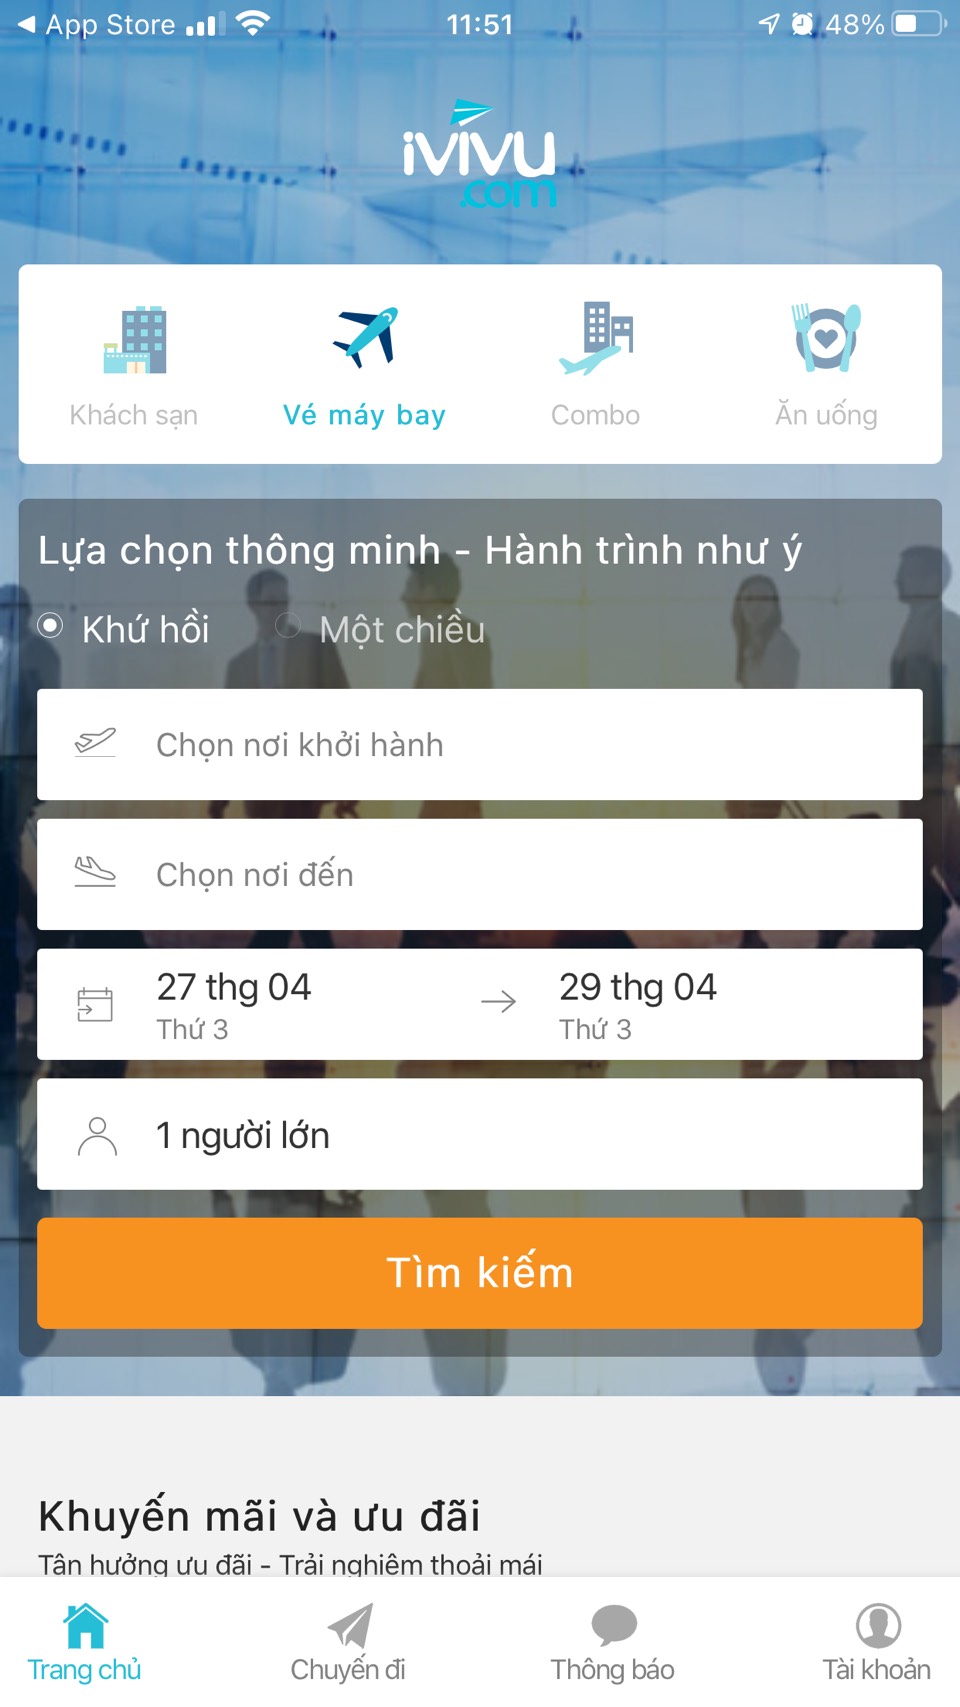 App Store 11:51 48%
iVIVU
.com
Khách sạn Vé máy bay Combo Ăn uống
Lựa chọn thông minh - Hành trình như ý
Khứ hồi Một chiều
Chọn nơi khởi hành
Chọn nơi đến
27 thg 04 29 thg 04
Thứ 3 Thứ 3
1 người lớn
Tìm kiếm
Khuyến mãi và ưu đãi
Tận hưởng ưu đãi - Trải nghiệm thoải mái
Trang chủ Chuyến đi Thông báo Tài khoản